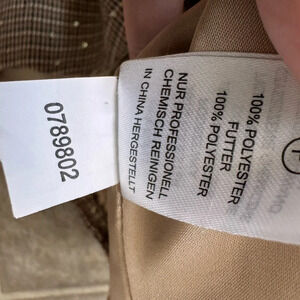 0789802
100% POLYESTER
FUTTER
100% POLYESTER
NUR PROFESSIONELL
CHEMISCH REINIGEN
IN CHINA HERGESTELLT